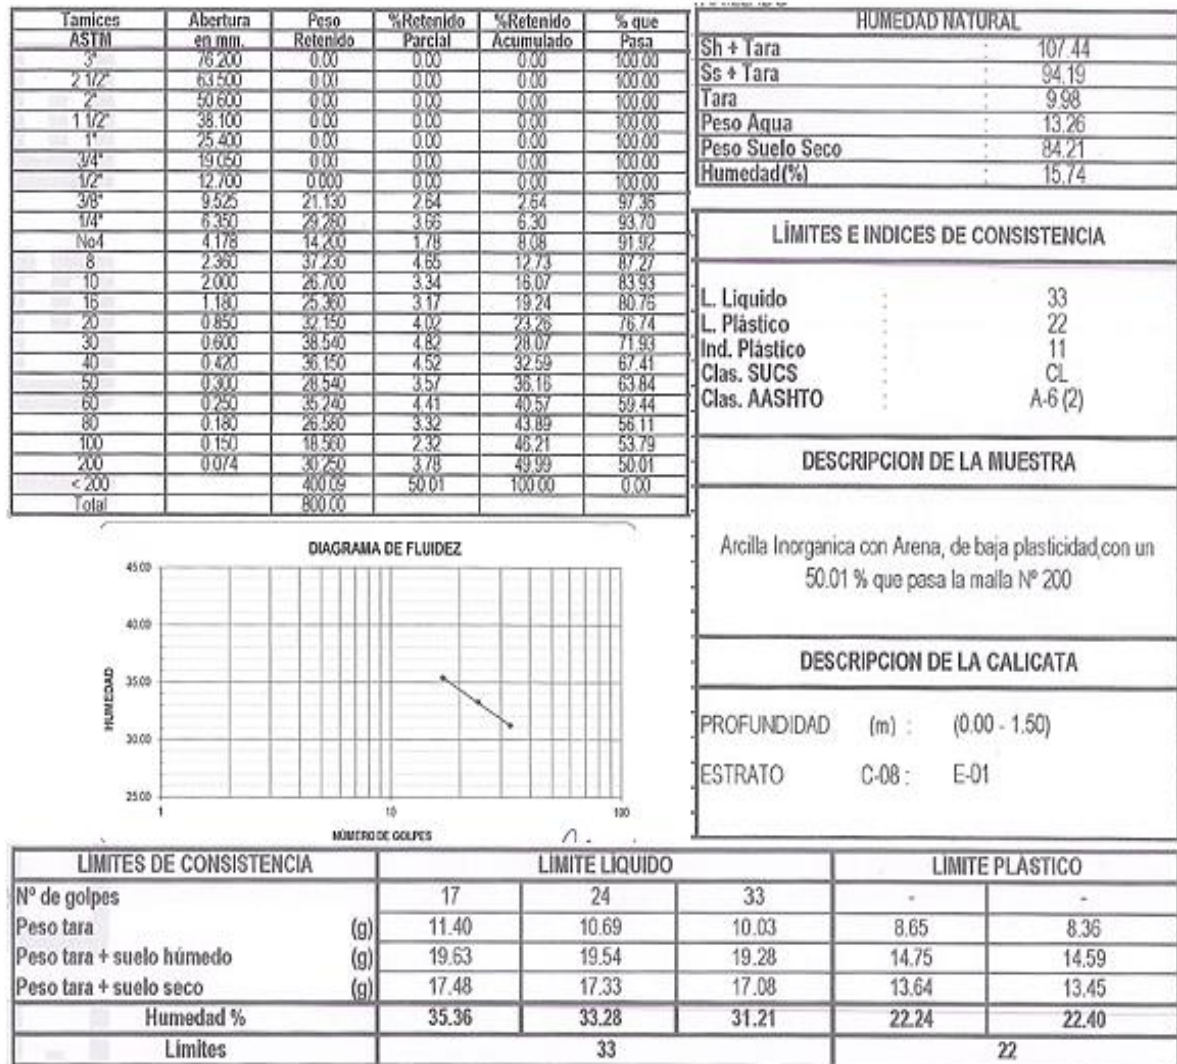 Tamices Abertura Peso %Retenido %Retenido % que
ASTM en mm. Retenido Parcial Acumulado Pasa
3" 76.200 0.00 0.00 0.00 100.00
2 1/2" 63.500 0.00 0.00 0.00 100.00
2" 50.600 0.00 0.00 0.00 100.00
1 1/2" 38.100 0.00 0.00 0.00 100.00
1" 25.400 0.00 0.00 0.00 100.00
3/4" 19.050 0.00 0.00 0.00 100.00
1/2" 12.700 0.000 0.00 0.00 100.00
3/8" 9.525 21.130 2.64 2.64 97.36
1/4" 6.350 29.280 3.66 6.30 93.70
No4 4.178 14.200 1.78 8.08 91.92
8 2.360 37.230 4.65 12.73 87.27
10 2.000 26.700 3.34 16.07 83.93
16 1.180 25.360 3.17 19.24 80.76
20 0.850 32.150 4.02 23.26 76.74
30 0.600 38.540 4.82 28.07 71.93
40 0.420 36.150 4.52 32.59 67.41
50 0.300 28.540 3.57 36.16 63.84
60 0.250 35.240 4.41 40.57 59.44
80 0.180 26.580 3.32 43.89 56.11
100 0.150 18.560 2.32 46.21 53.79
200 0.074 30.250 3.78 49.99 50.01
< 200 400.09 50.01 100.00 0.00
Total 800.00
HUMEDAD NATURAL
Sh + Tara : 107.44
Ss + Tara : 94.19
Tara : 9.98
Peso Agua : 13.26
Peso Suelo Seco : 84.21
Humedad(%) : 15.74
LÍMITES E INDICES DE CONSISTENCIA
L. Liquido : 33
L. Plástico : 22
Ind. Plástico : 11
Clas. SUCS : CL
Clas. AASHTO : A-6 (2)
DESCRIPCION DE LA MUESTRA
Arcilla Inorganica con Arena, de baja plasticidad,con un
50.01 % que pasa la malla Nº 200
DESCRIPCION DE LA CALICATA
PROFUNDIDAD (m) : (0.00 - 1.50)
ESTRATO C-08 : E-01
DIAGRAMA DE FLUIDEZ
HUMEDAD
45.00
40.00
35.00
30.00
25.00
1 10 100
NÚMERO DE GOLPES
LIMITES DE CONSISTENCIA LÍMITE LÍQUIDO LÍMITE PLÁSTICO
Nº de golpes 17 24 33 - -
Peso tara (g) 11.40 10.69 10.03 8.65 8.36
Peso tara + suelo húmedo (g) 19.63 19.54 19.28 14.75 14.59
Peso tara + suelo seco (g) 17.48 17.33 17.08 13.64 13.45
Humedad % 35.36 33.28 31.21 22.24 22.40
Límites 33 22